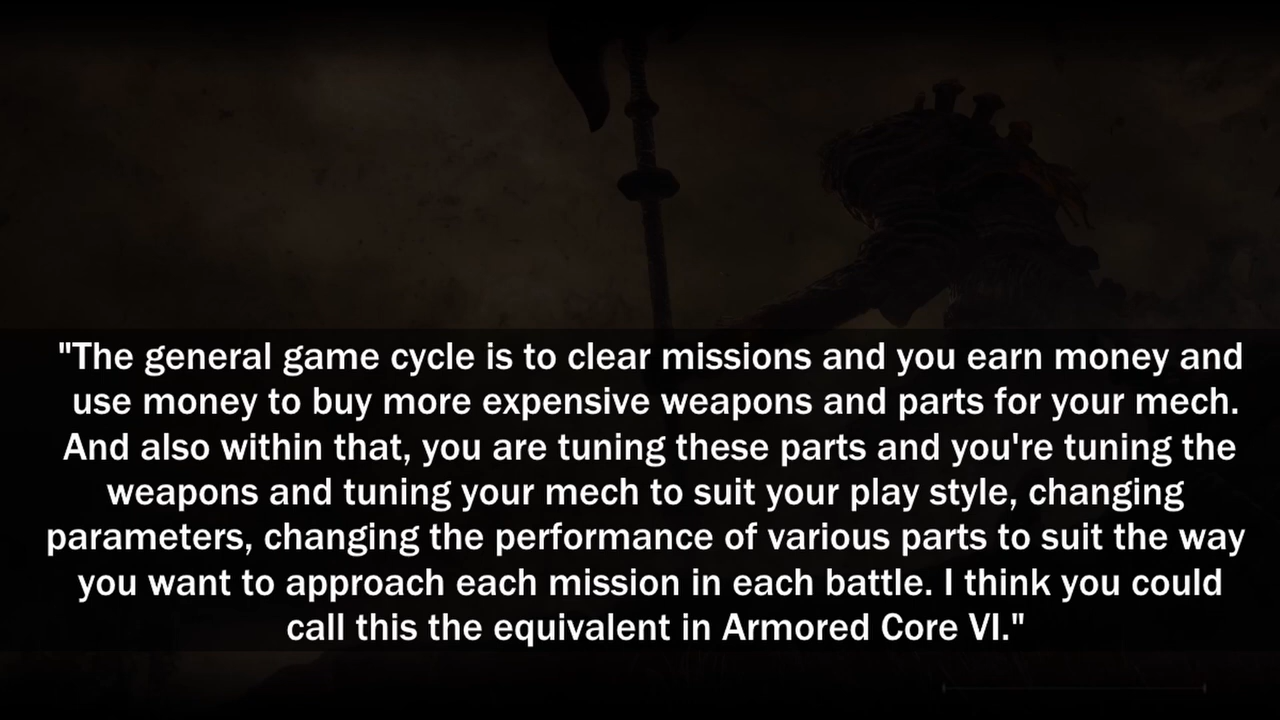 "The general game cycle is to clear missions and you earn money and
use money to buy more expensive weapons and parts for your mech.
And also within that, you are tuning these parts and you're tuning the
weapons and tuning your mech to suit your play style, changing
parameters, changing the performance of various parts to suit the way
you want to approach each mission in each battle. I think you could
call this the equivalent in Armored Core VI."